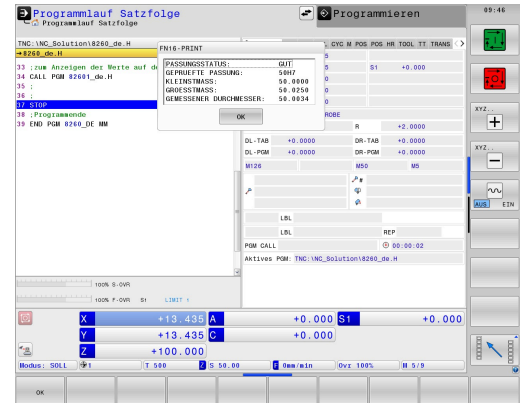 Programmlauf Satzfolge
Programmlauf Satzfolge
Programmieren
09:46
TNC:\NC_Solution\8260_de.H
→8260_de.H
CYC M POS POS HR TOOL TT TRANS
FN16-PRINT
PASSUNGSSTATUS: GUT
GEPRUEFTE PASSUNG: 50H7
KLEINSTMASS: 50.0000
GROESSTMASS: 50.0250
GEMESSENER DURCHMESSER: 50.0034
OK
33 ;zum Anzeigen der Werte auf d
34 CALL PGM 82601_de.H
35 ;
36 ;
37 STOP
38 ;Programmende
39 END PGM 8260_DE MM
S1 +0.000
ROBE
R +2.0000
DL-TAB +0.0000 DR-TAB +0.0000
DL-PGM +0.0000 DR-PGM +0.0000
M126 M50 M5
P#
LBL
LBL REP
PGM CALL 00:00:02
Aktives PGM: TNC:\NC_Solution\8260_de.H
100% S-OVR
100% F-OVR S1 LIMIT 1
X +13.435 A +0.000 S1 +0.000
Y +13.435 C +0.000
Z +100.000
Modus: SOLL 1 T 500 Z S 50.00 F 0mm/min Ovr 100% M 5/9
XYZ..
XYZ..
AUS EIN
OK